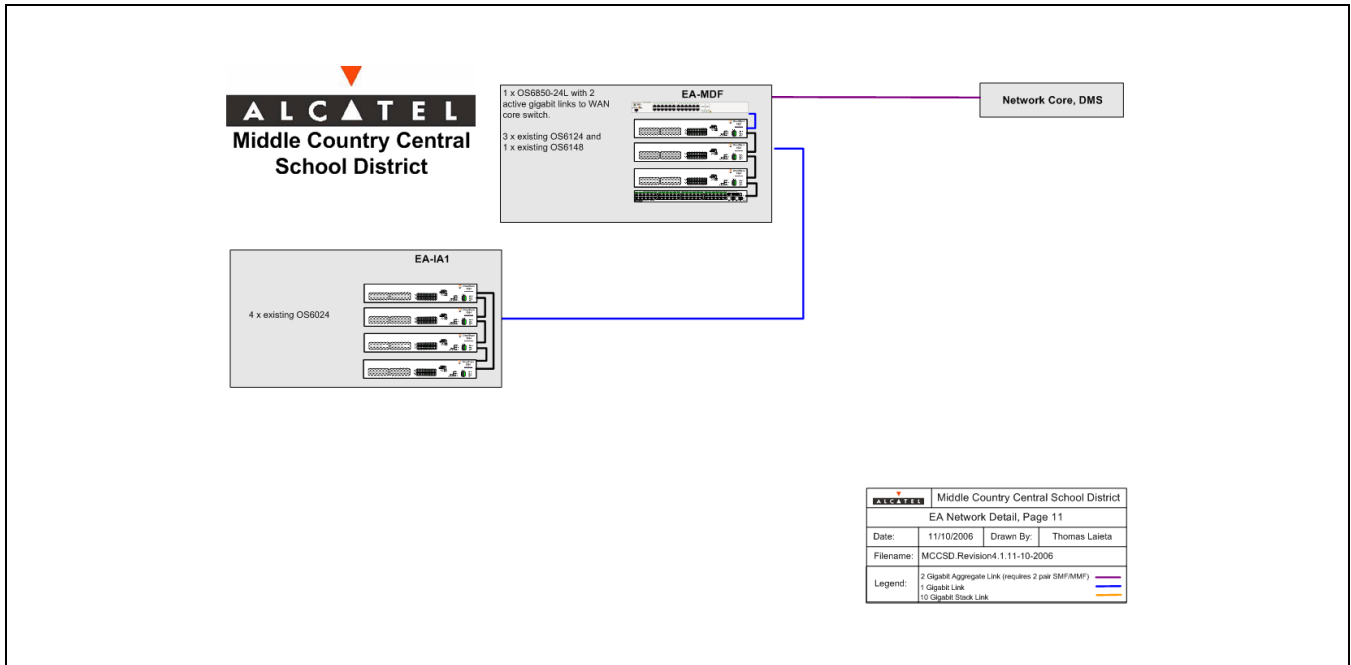 ALCATEL
Middle Country Central
School District
1 x OS6850-24L with 2
active gigabit links to WAN
core switch.
3 x existing OS6124 and
1 x existing OS6148
EA-MDF
Network Core, DMS
EA-IA1
4 x existing OS6024
ALCATEL
Middle Country Central School District
EA Network Detail, Page 11
Date: 11/10/2006 Drawn By: Thomas Laieta
Filename: MCCSD.Revision4.1.11-10-2006
Legend:
2 Gigabit Aggregate Link (requires 2 pair SMF/MMF)
1 Gigabit Link
10 Gigabit Stack Link